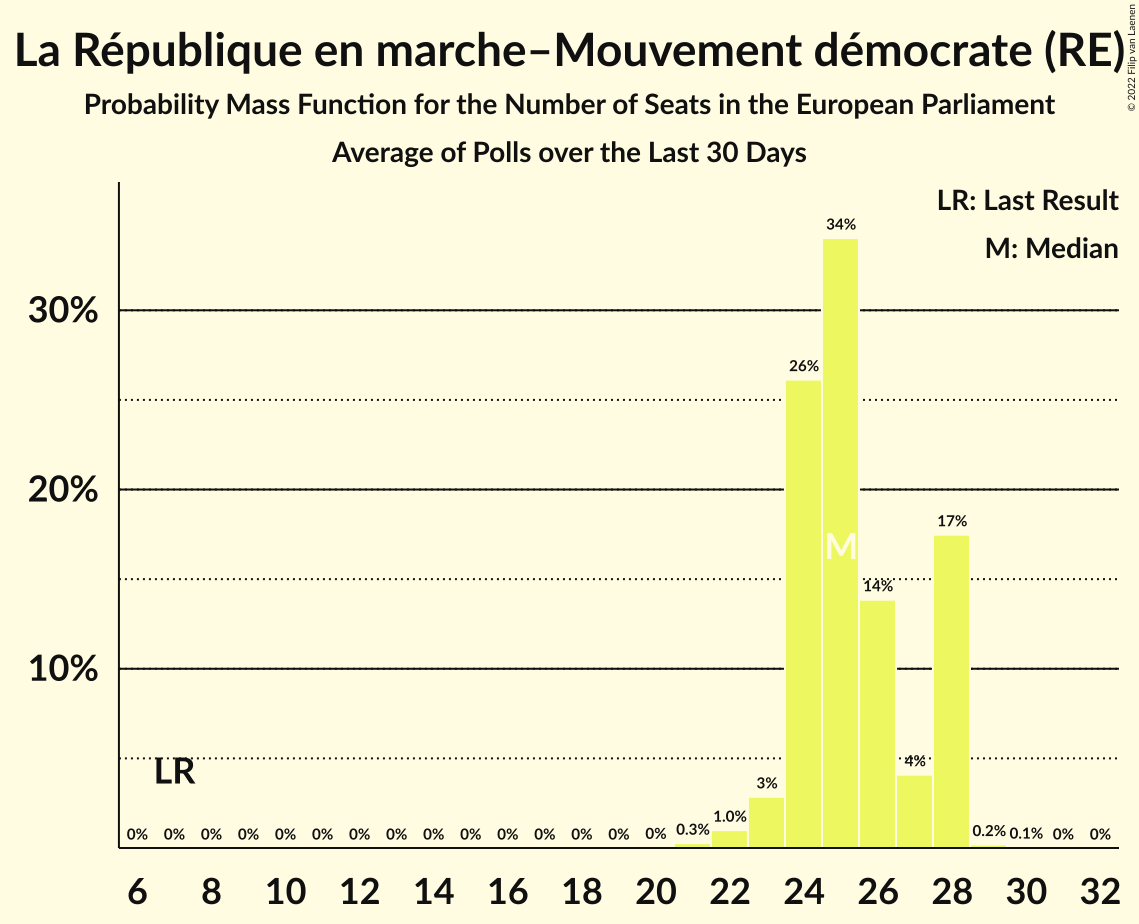 La République en marche–Mouvement démocrate (RE)
Probability Mass Function for the Number of Seats in the European Parliament
Average of Polls over the Last 30 Days
© 2022 Filip van Laenen
LR: Last Result
M: Median
34%
30%
26%
20%
17%
M
14%
10%
LR
4%
3%
0% 0% 0% 0% 0% 0% 0% 0% 0% 0% 0% 0% 0% 0% 0% 0.3% 1.0% 0.2% 0.1% 0% 0%
6 8 10 12 14 16 18 20 22 24 26 28 30 32